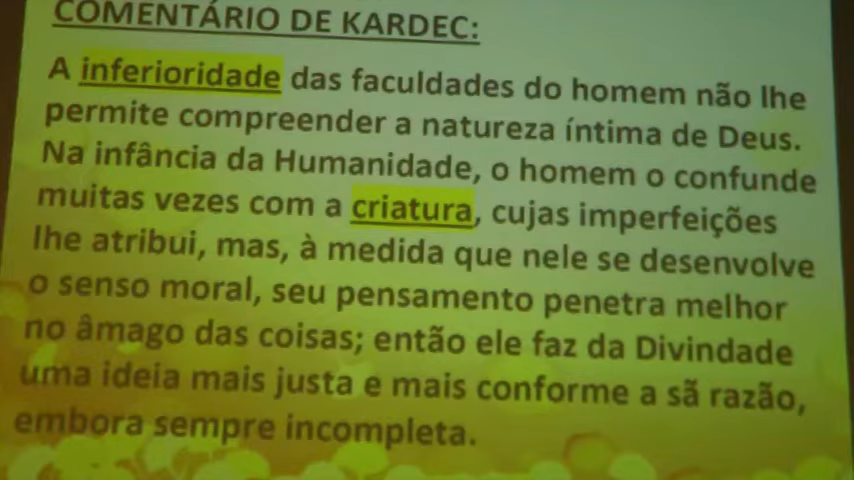 COMENTÁRIO DE KARDEC:
A inferioridade das faculdades do homem não lhe
permite compreender a natureza íntima de Deus.
Na infância da Humanidade, o homem o confunde
muitas vezes com a criatura, cujas imperfeições
lhe atribui, mas, à medida que nele se desenvolve
o senso moral, seu pensamento penetra melhor
no âmago das coisas; então ele faz da Divindade
uma ideia mais justa e mais conforme a sã razão,
embora sempre incompleta.